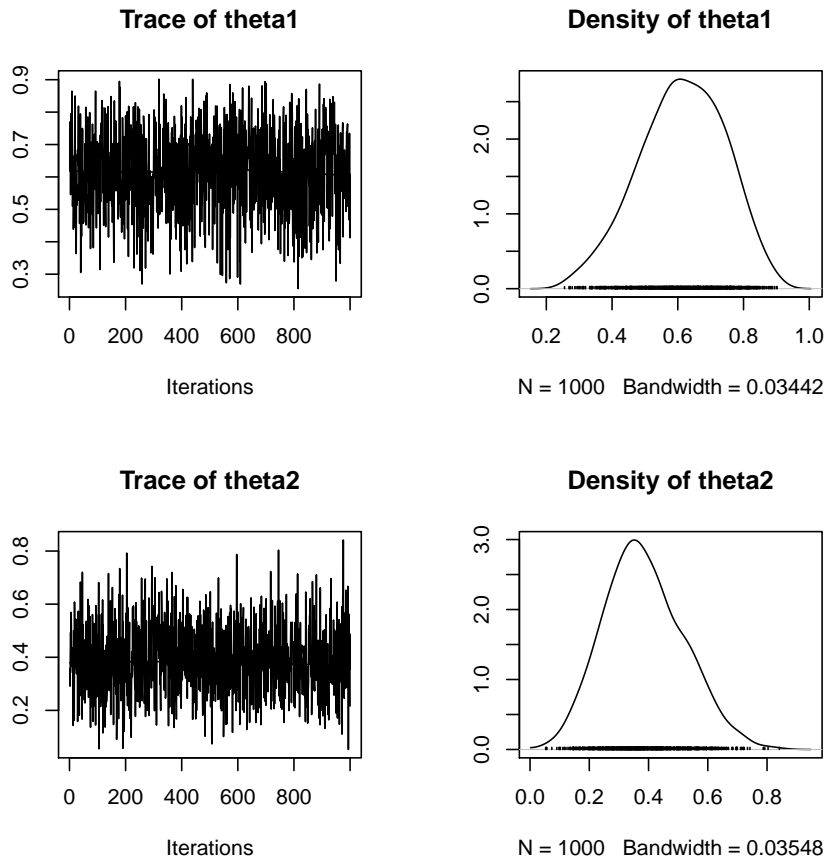 Trace of theta1
0.9
0.7
0.5
0.3
0 200 400 600 800
Iterations
Density of theta1
2.0
1.0
0.0
0.2 0.4 0.6 0.8 1.0
N = 1000 Bandwidth = 0.03442
Trace of theta2
0.8
0.6
0.4
0.2
0 200 400 600 800
Iterations
Density of theta2
3.0
2.0
1.0
0.0
0.0 0.2 0.4 0.6 0.8
N = 1000 Bandwidth = 0.03548